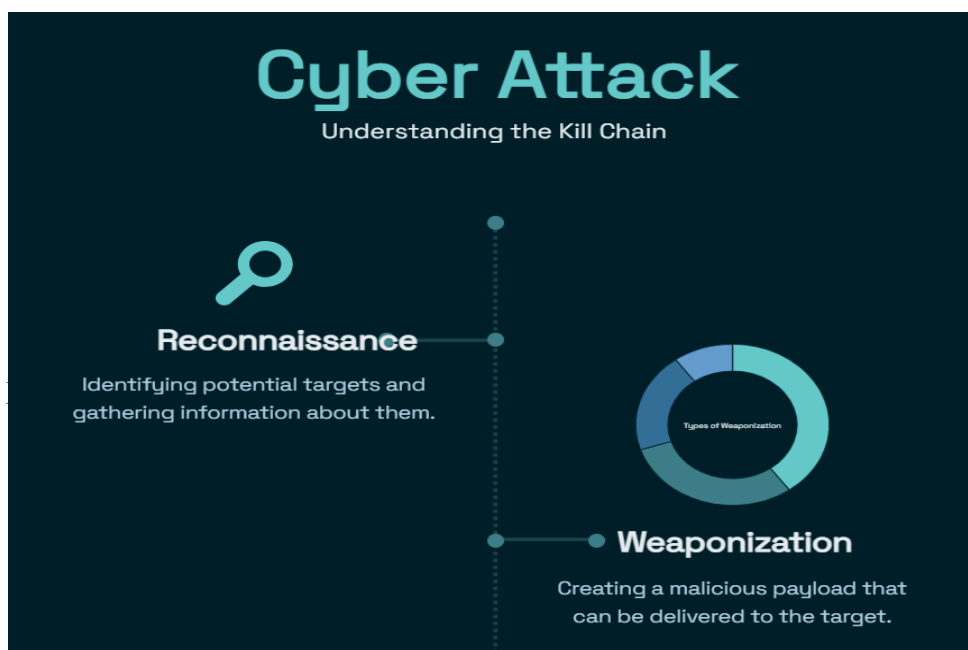 Cyber Attack
Understanding the Kill Chain
Reconnaissance
Identifying potential targets and
gathering information about them.
Types of Weaponization
Weaponization
Creating a malicious payload that
can be delivered to the target.